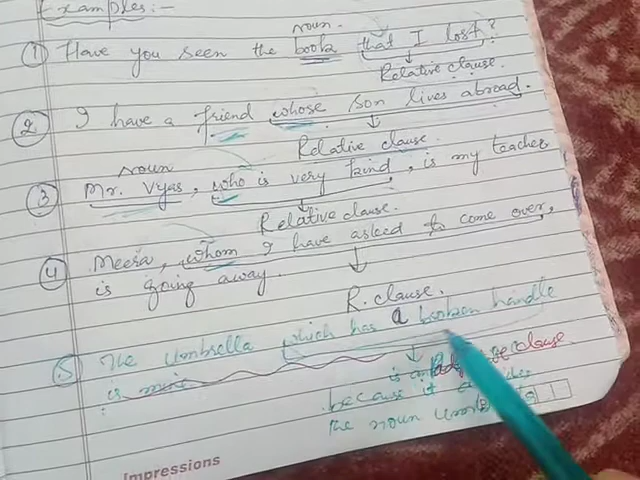 Examples:-
noun.
① Have you seen the book that I lost?
Relative clause.
② I have a friend whose son lives abroad.
Relative clause.
noun
③ Mr. Vyas, who is very kind, is my teacher
Relative clause.
④ Meera, whom I have asked to come over,
is going away.
R. clause.
⑤ The Umbrella which has a broken handle
is mine
is an clause
because it
the noun
Impressions